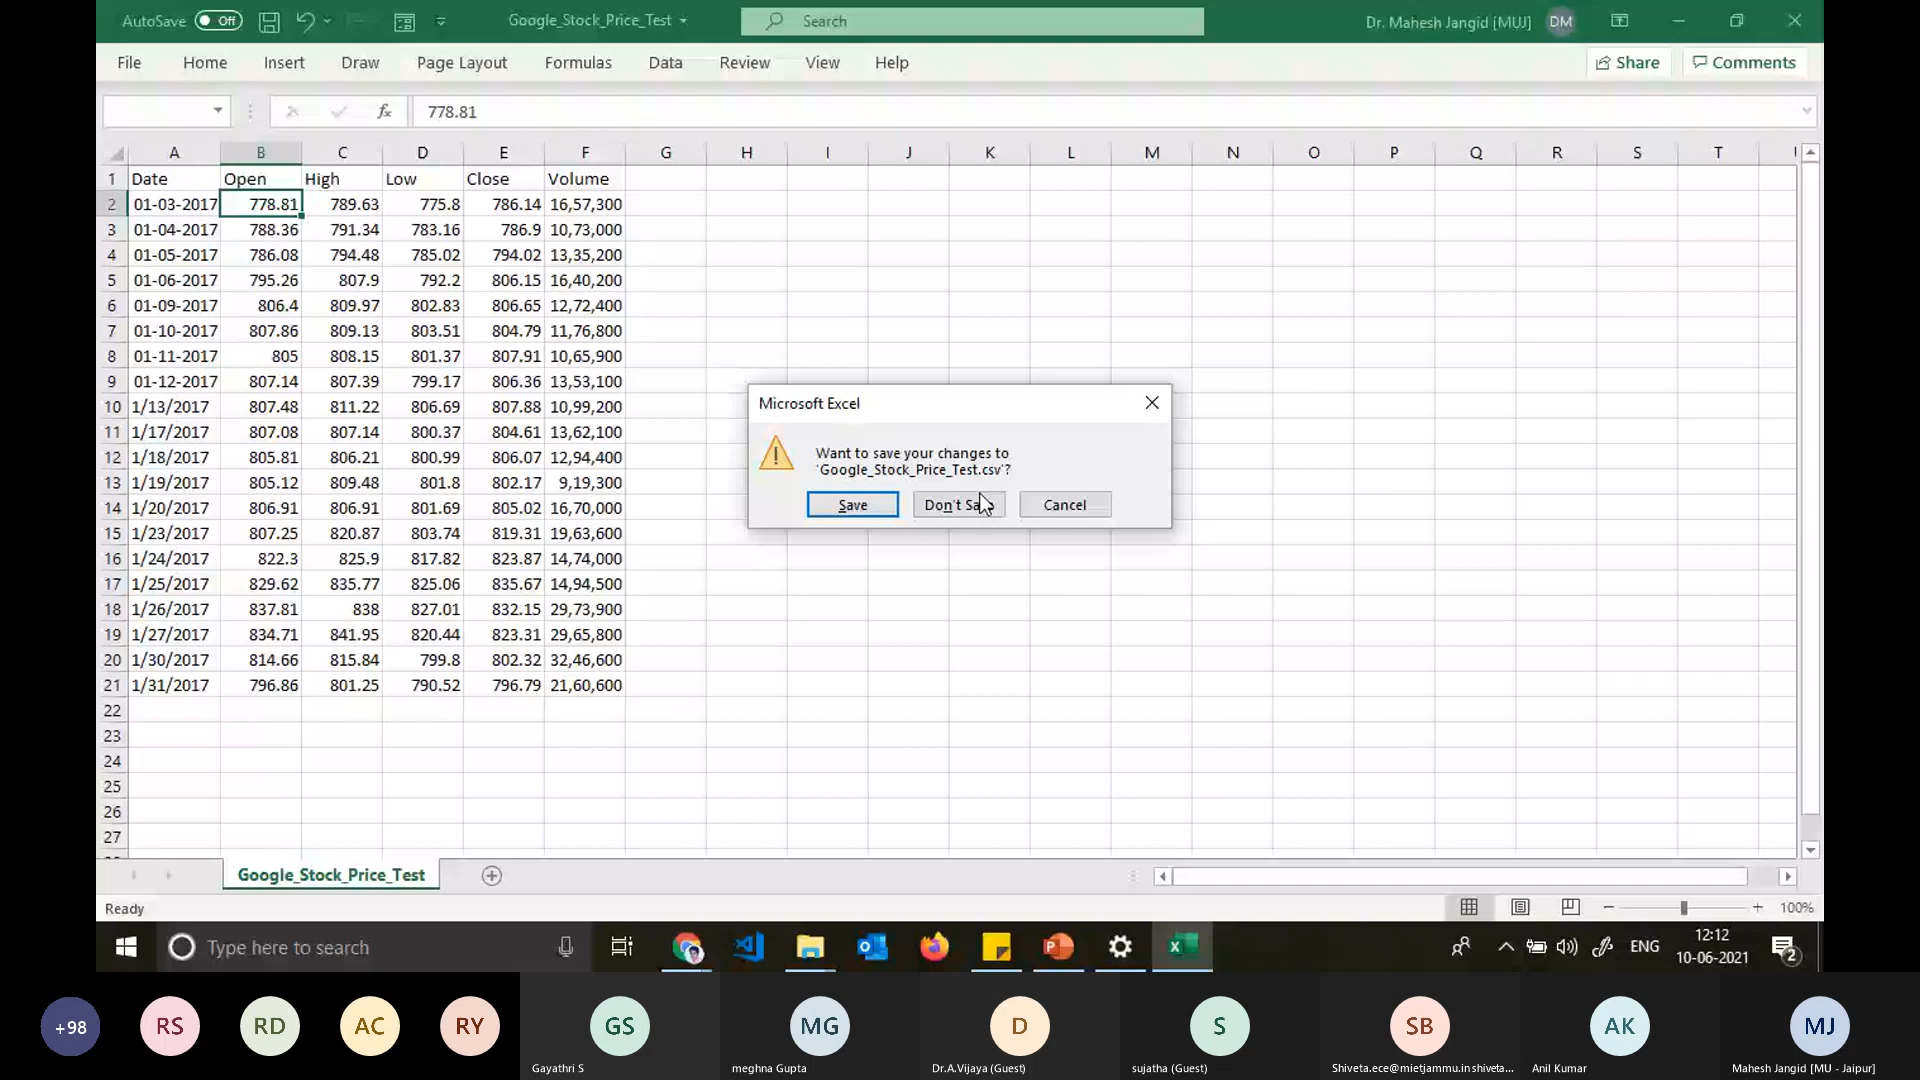 AutoSave Off Google_Stock_Price_Test Search Dr. Mahesh Jangid [MUJ] DM
File Home Insert Draw Page Layout Formulas Data Review View Help Share Comments
fx 778.81
A B C D E F G H I J K L M N O P Q R S T
1 Date Open High Low Close Volume
2 01-03-2017 778.81 789.63 775.8 786.14 16,57,300
3 01-04-2017 788.36 791.34 783.16 786.9 10,73,000
4 01-05-2017 786.08 794.48 785.02 794.02 13,35,200
5 01-06-2017 795.26 807.9 792.2 806.15 16,40,200
6 01-09-2017 806.4 809.97 802.83 806.65 12,72,400
7 01-10-2017 807.86 809.13 803.51 804.79 11,76,800
8 01-11-2017 805 808.15 801.37 807.91 10,65,900
9 01-12-2017 807.14 807.39 799.17 806.36 13,53,100
10 1/13/2017 807.48 811.22 806.69 807.88 10,99,200
11 1/17/2017 807.08 807.14 800.37 804.61 13,62,100
12 1/18/2017 805.81 806.21 800.99 806.07 12,94,400
13 1/19/2017 805.12 809.48 801.8 802.17 9,19,300
14 1/20/2017 806.91 806.91 801.69 805.02 16,70,000
15 1/23/2017 807.25 820.87 803.74 819.31 19,63,600
16 1/24/2017 822.3 825.9 817.82 823.87 14,74,000
17 1/25/2017 829.62 835.77 825.06 835.67 14,94,500
18 1/26/2017 837.81 838 827.01 832.15 29,73,900
19 1/27/2017 834.71 841.95 820.44 823.31 29,65,800
20 1/30/2017 814.66 815.84 799.8 802.32 32,46,600
21 1/31/2017 796.86 801.25 790.52 796.79 21,60,600
22
23
24
25
26
27
Microsoft Excel
Want to save your changes to
'Google_Stock_Price_Test.csv'?
Save Don't Sa Cancel
Google_Stock_Price_Test
Ready 100%
Type here to search ENG 12:12
10-06-2021 2
+98 RS RD AC RY GS MG D S SB AK MJ
Gayathri S meghna Gupta Dr.A.Vijaya (Guest) sujatha (Guest) Shiveta.ece@mietjammu.inshiveta... Anil Kumar Mahesh Jangid [MU - Jaipur]